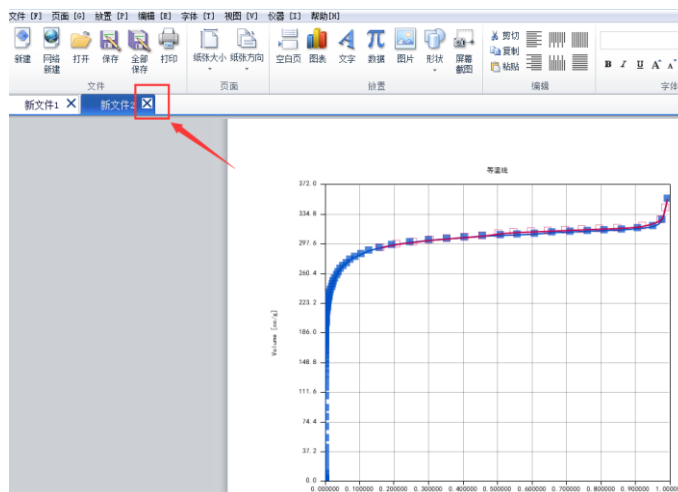 文件 [F] 页面 [G] 放置 [P] 编辑 [E] 字体 [T] 视图 [V] 仪器 [I] 帮助[H]
新建 网络新建 打开 保存 全部保存 打印 纸张大小 纸张方向 空白页 图表 文字 数据 图片 形状 屏幕截图 剪切 复制 粘贴 B I U A A
文件 页面 放置 编辑 字体
新文件1 新文件2
等温线
372.0
334.8
297.6
260.4
223.2
186.0
148.8
111.6
74.4
37.2
0.0
Volume [cc/g]
0.000000 0.100000 0.200000 0.300000 0.400000 0.500000 0.600000 0.700000 0.800000 0.900000 1.0000